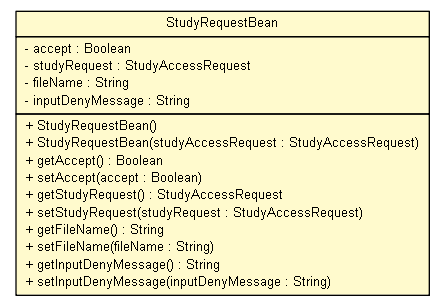 StudyRequestBean
- accept : Boolean
- studyRequest : StudyAccessRequest
- fileName : String
- inputDenyMessage : String
+ StudyRequestBean()
+ StudyRequestBean(studyAccessRequest : StudyAccessRequest)
+ getAccept() : Boolean
+ setAccept(accept : Boolean)
+ getStudyRequest() : StudyAccessRequest
+ setStudyRequest(studyRequest : StudyAccessRequest)
+ getFileName() : String
+ setFileName(fileName : String)
+ getInputDenyMessage() : String
+ setInputDenyMessage(inputDenyMessage : String)